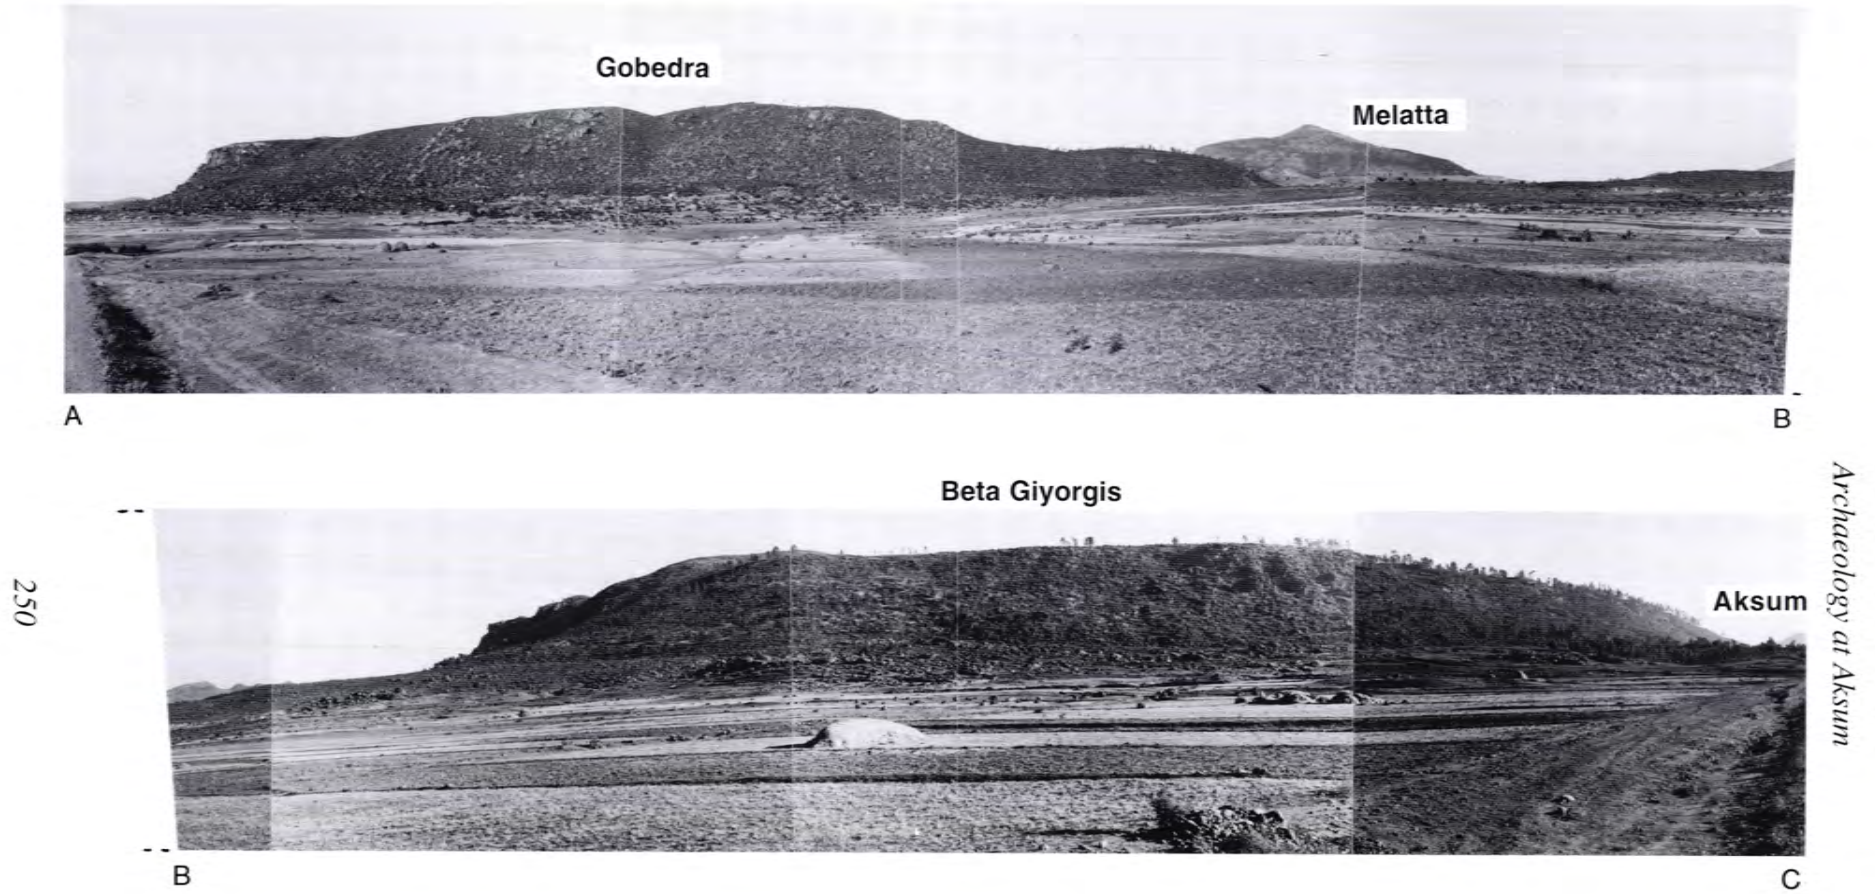 Gobedra
Melatta
A
B
Beta Giyorgis
Aksum
B
C
250
Archaeology at Aksum